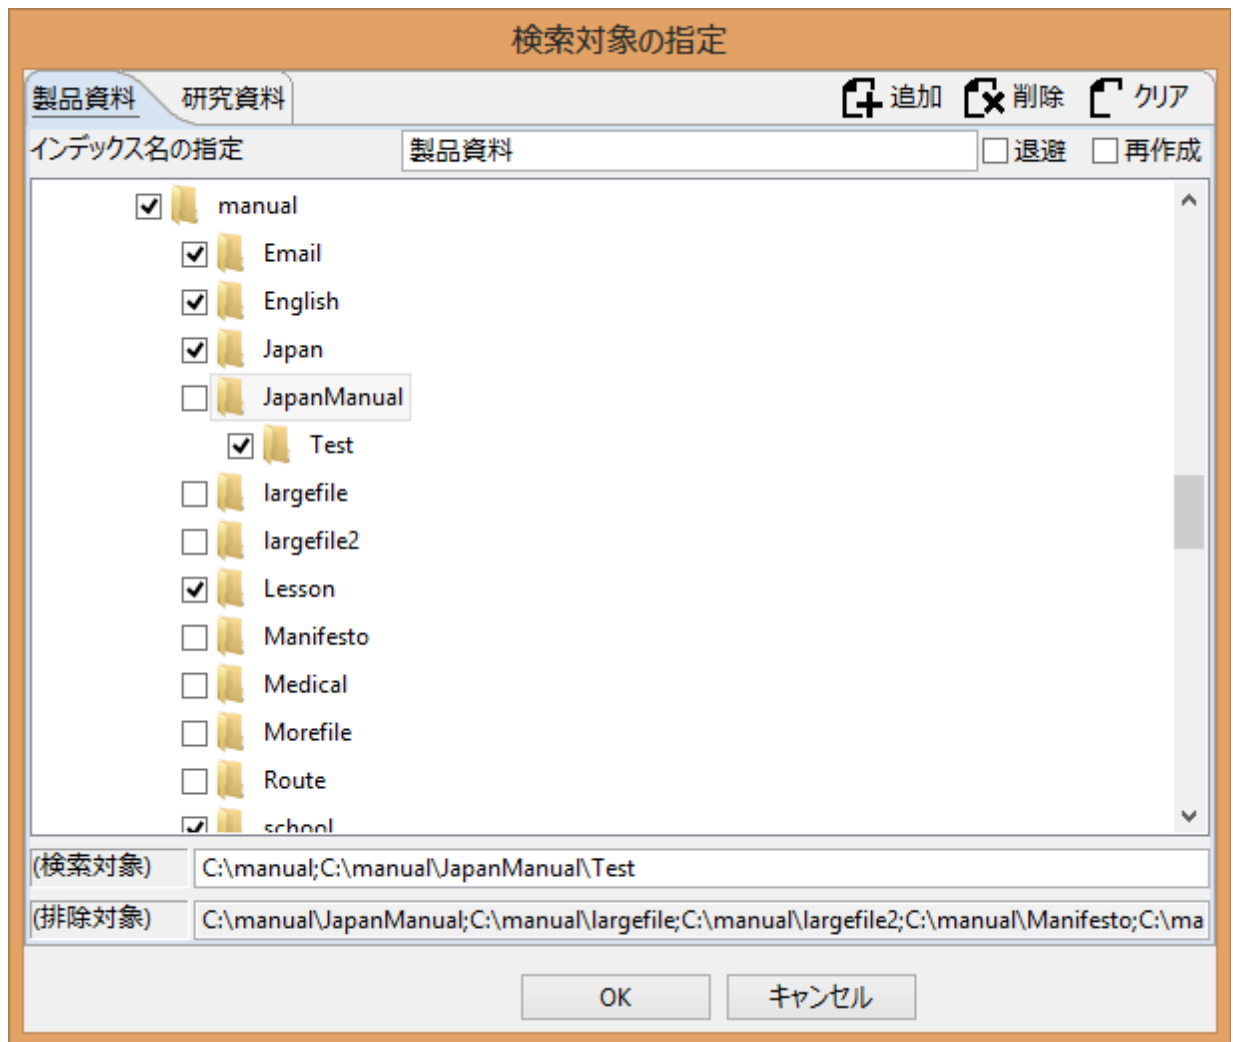 検索対象の指定
製品資料 研究資料 追加 削除 クリア
インデックス名の指定 製品資料 退避 再作成
manual
Email
English
Japan
JapanManual
Test
largefile
largefile2
Lesson
Manifesto
Medical
Morefile
Route
school
(検索対象) C:\manual;C:\manual\JapanManual\Test
(排除対象) C:\manual\JapanManual;C:\manual\largefile;C:\manual\largefile2;C:\manual\Manifesto;C:\ma
OK キャンセル